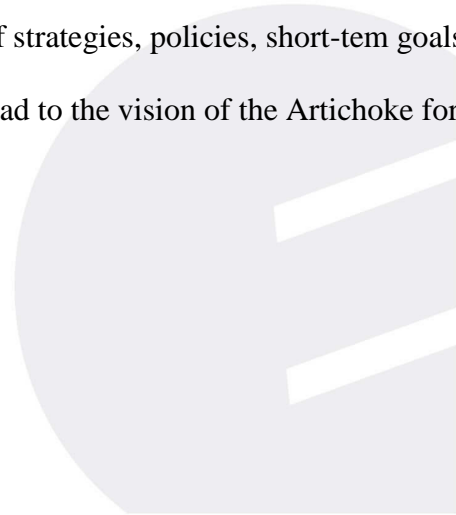 f strategies, policies, short-tem goals
ad to the vision of the Artichoke for